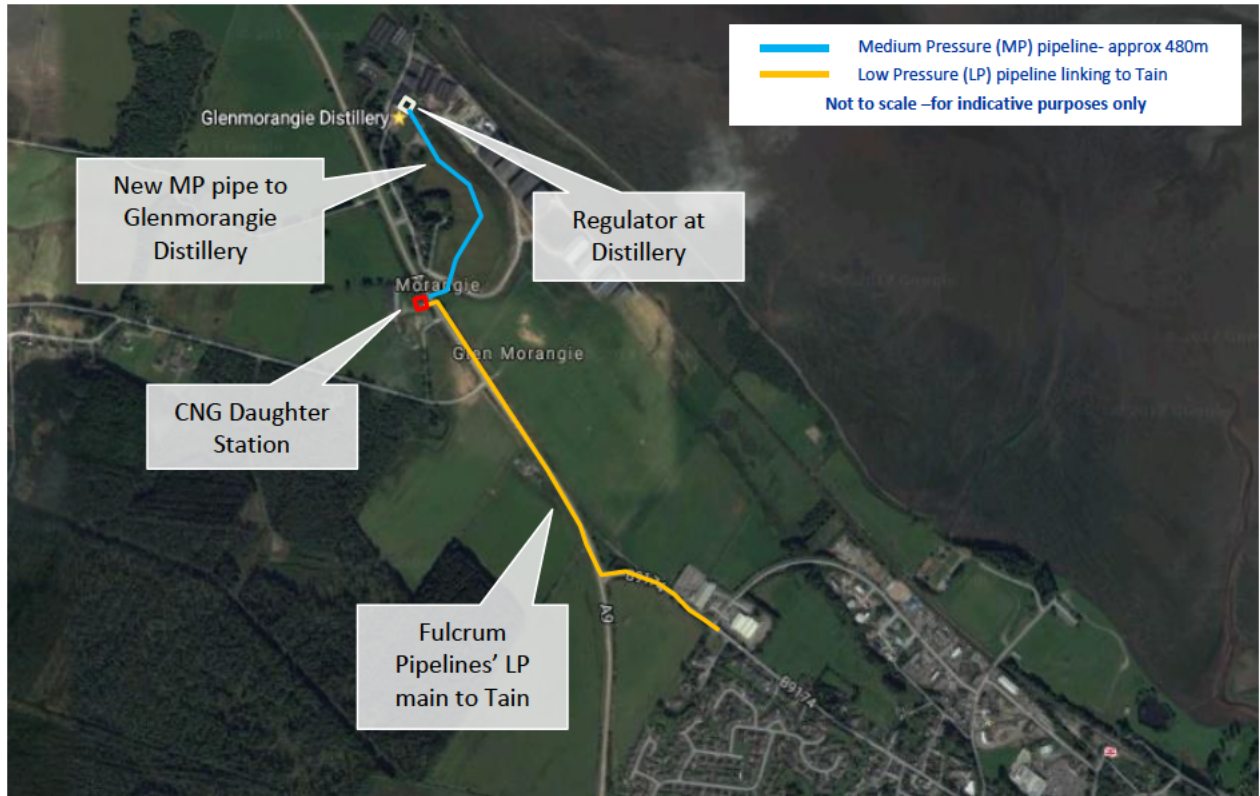 Medium Pressure (MP) pipeline- approx 480m
Low Pressure (LP) pipeline linking to Tain
Not to scale –for indicative purposes only
Glenmorangie Distillery
New MP pipe to
Glenmorangie
Distillery
Regulator at
Distillery
Morangie
Glen Morangie
CNG Daughter
Station
Fulcrum
Pipelines' LP
main to Tain
A9
B9174